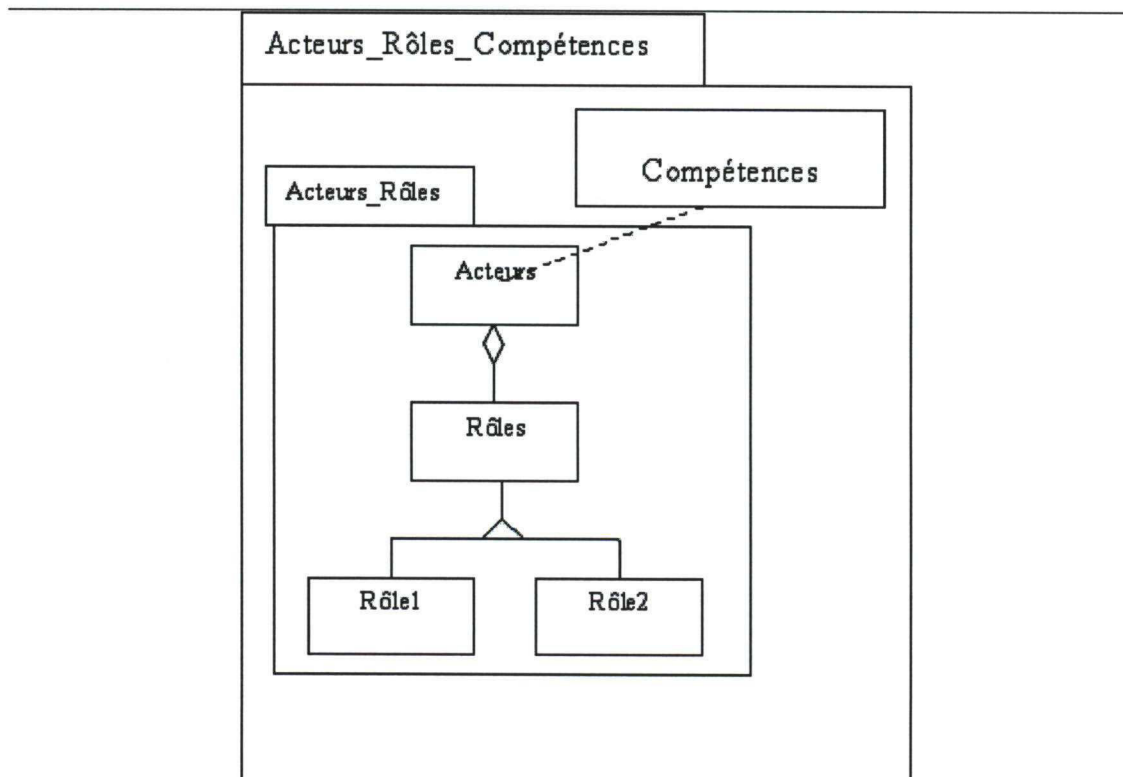 Acteurs_Rôles_Compétences
Compétences
Acteurs_Rôles
Acteurs
Rôles
Rôle1
Rôle2